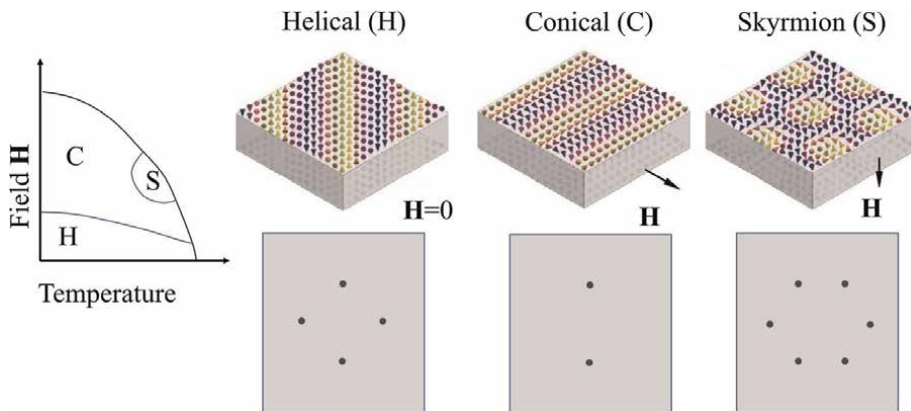 Helical (H)
Conical (C)
Skyrmion (S)
Field H
C
S
H
Temperature
H=0
H
H